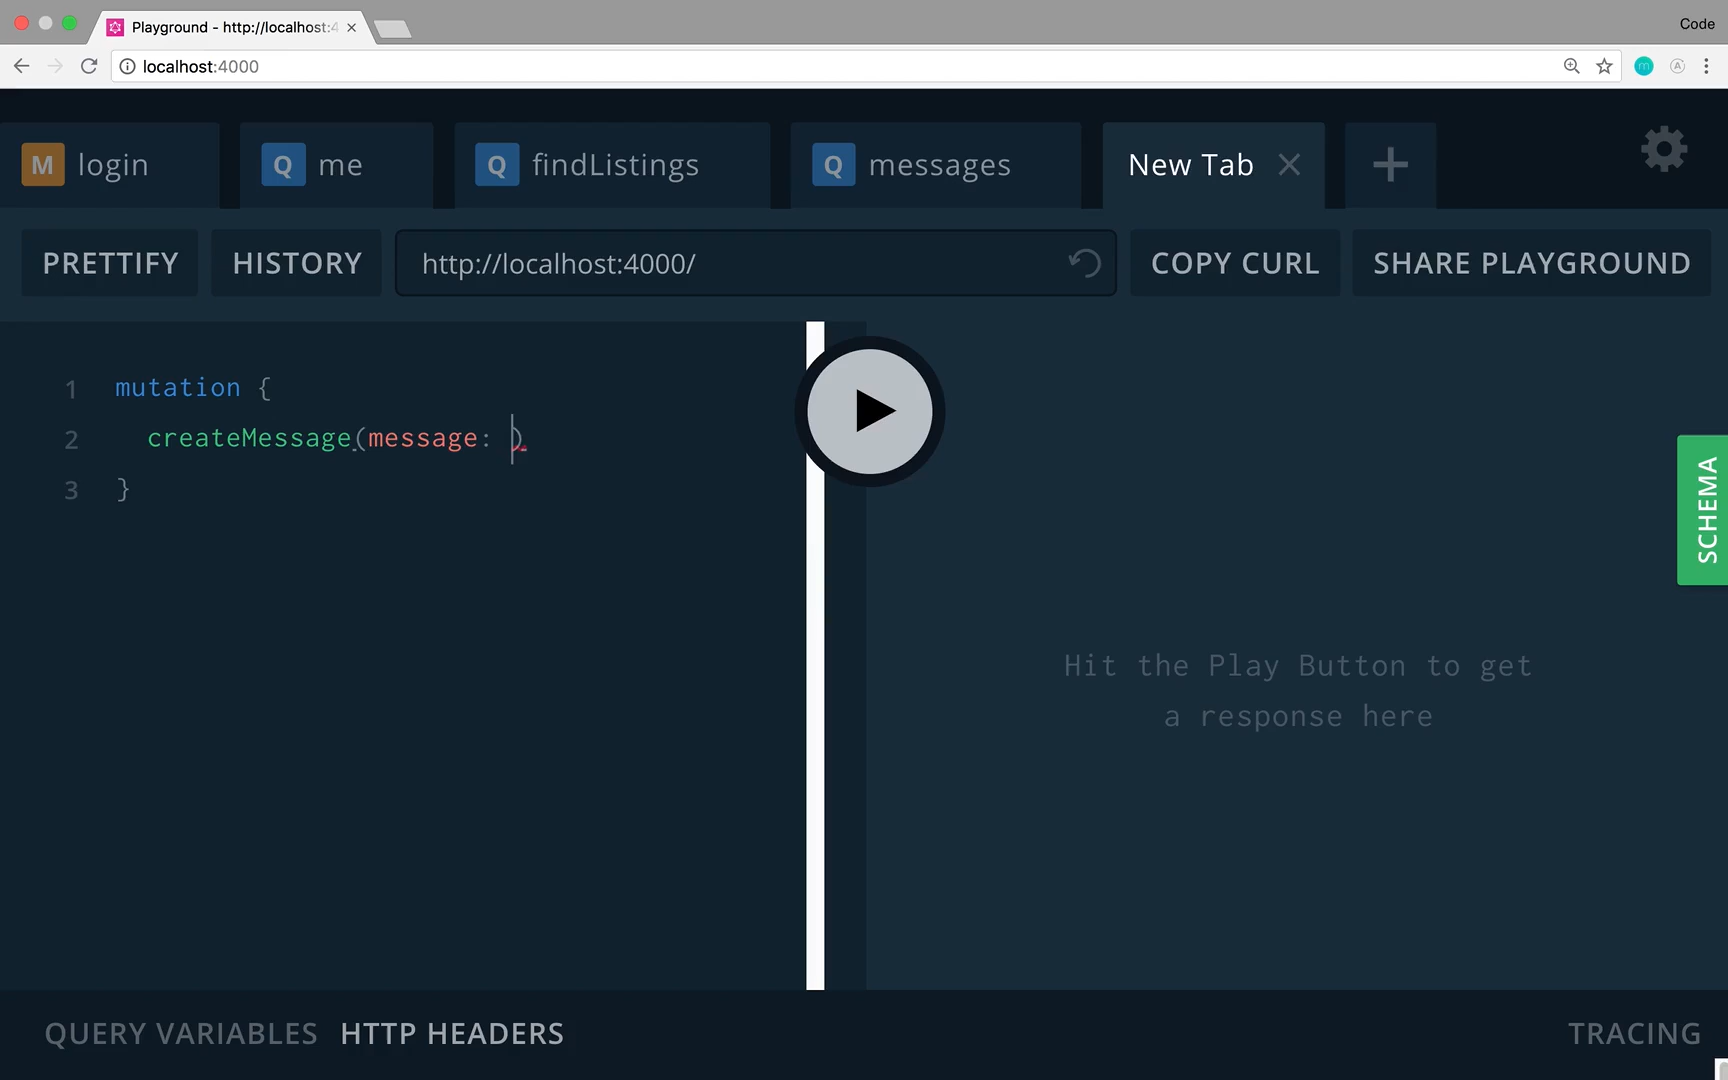 Playground - http://localhost:4
Code
localhost:4000
M login
Q me
Q findListings
Q messages
New Tab
PRETTIFY
HISTORY
http://localhost:4000/
COPY CURL
SHARE PLAYGROUND
1 mutation {
2 createMessage(message: )
3 }
SCHEMA
Hit the Play Button to get
a response here
QUERY VARIABLES
HTTP HEADERS
TRACING